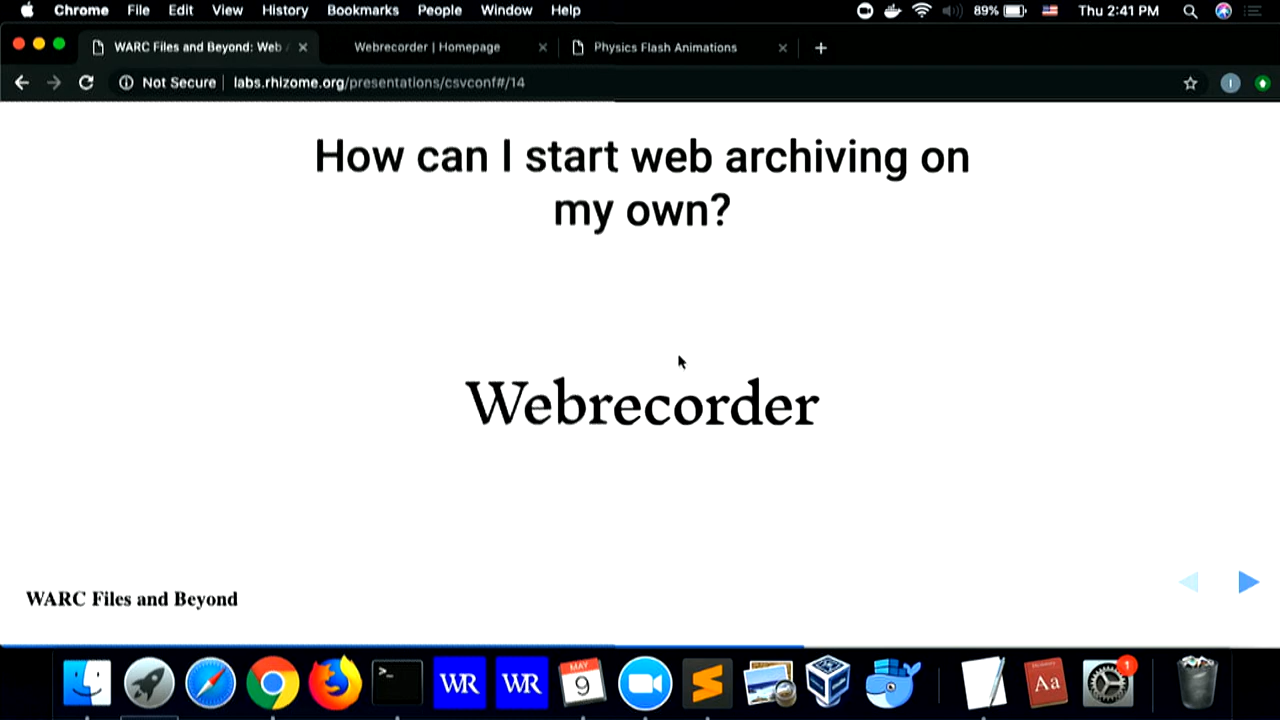 Chrome File Edit View History Bookmarks People Window Help 89% Thu 2:41 PM
WARC Files and Beyond: Web Webrecorder | Homepage Physics Flash Animations
Not Secure labs.rhizome.org/presentations/csvconf#/14
How can I start web archiving on
my own?
Webrecorder
WARC Files and Beyond
>_ WR WR MAY 9 Aa 1